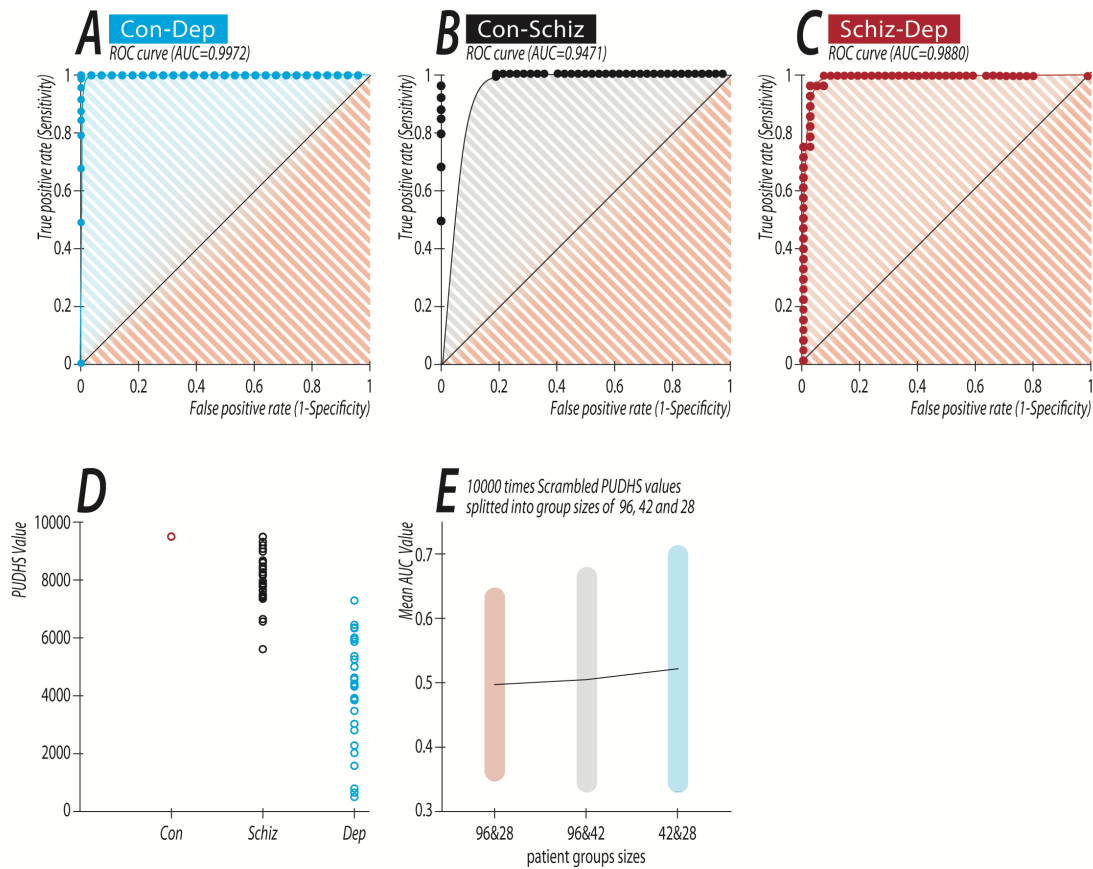 A Con-Dep
ROC curve (AUC=0.9972)
True positive rate (Sensitivity)
1
0.8
0.6
0.4
0.2
0
0 0.2 0.4 0.6 0.8 1
False positive rate (1-Specificity)
B Con-Schiz
ROC curve (AUC=0.9471)
True positive rate (Sensitivity)
1
0.8
0.6
0.4
0.2
0
0 0.2 0.4 0.6 0.8 1
False positive rate (1-Specificity)
C Schiz-Dep
ROC curve (AUC=0.9880)
True positive rate (Sensitivity)
1
0.8
0.6
0.4
0.2
0
0 0.2 0.4 0.6 0.8 1
False positive rate (1-Specificity)
D
PUDHS Value
10000
8000
6000
4000
2000
0
Con Schiz Dep
E 10000 times Scrambled PUDHS values
splitted into group sizes of 96, 42 and 28
Mean AUC Value
0.7
0.6
0.5
0.4
0.3
96&28 96&42 42&28
patient groups sizes